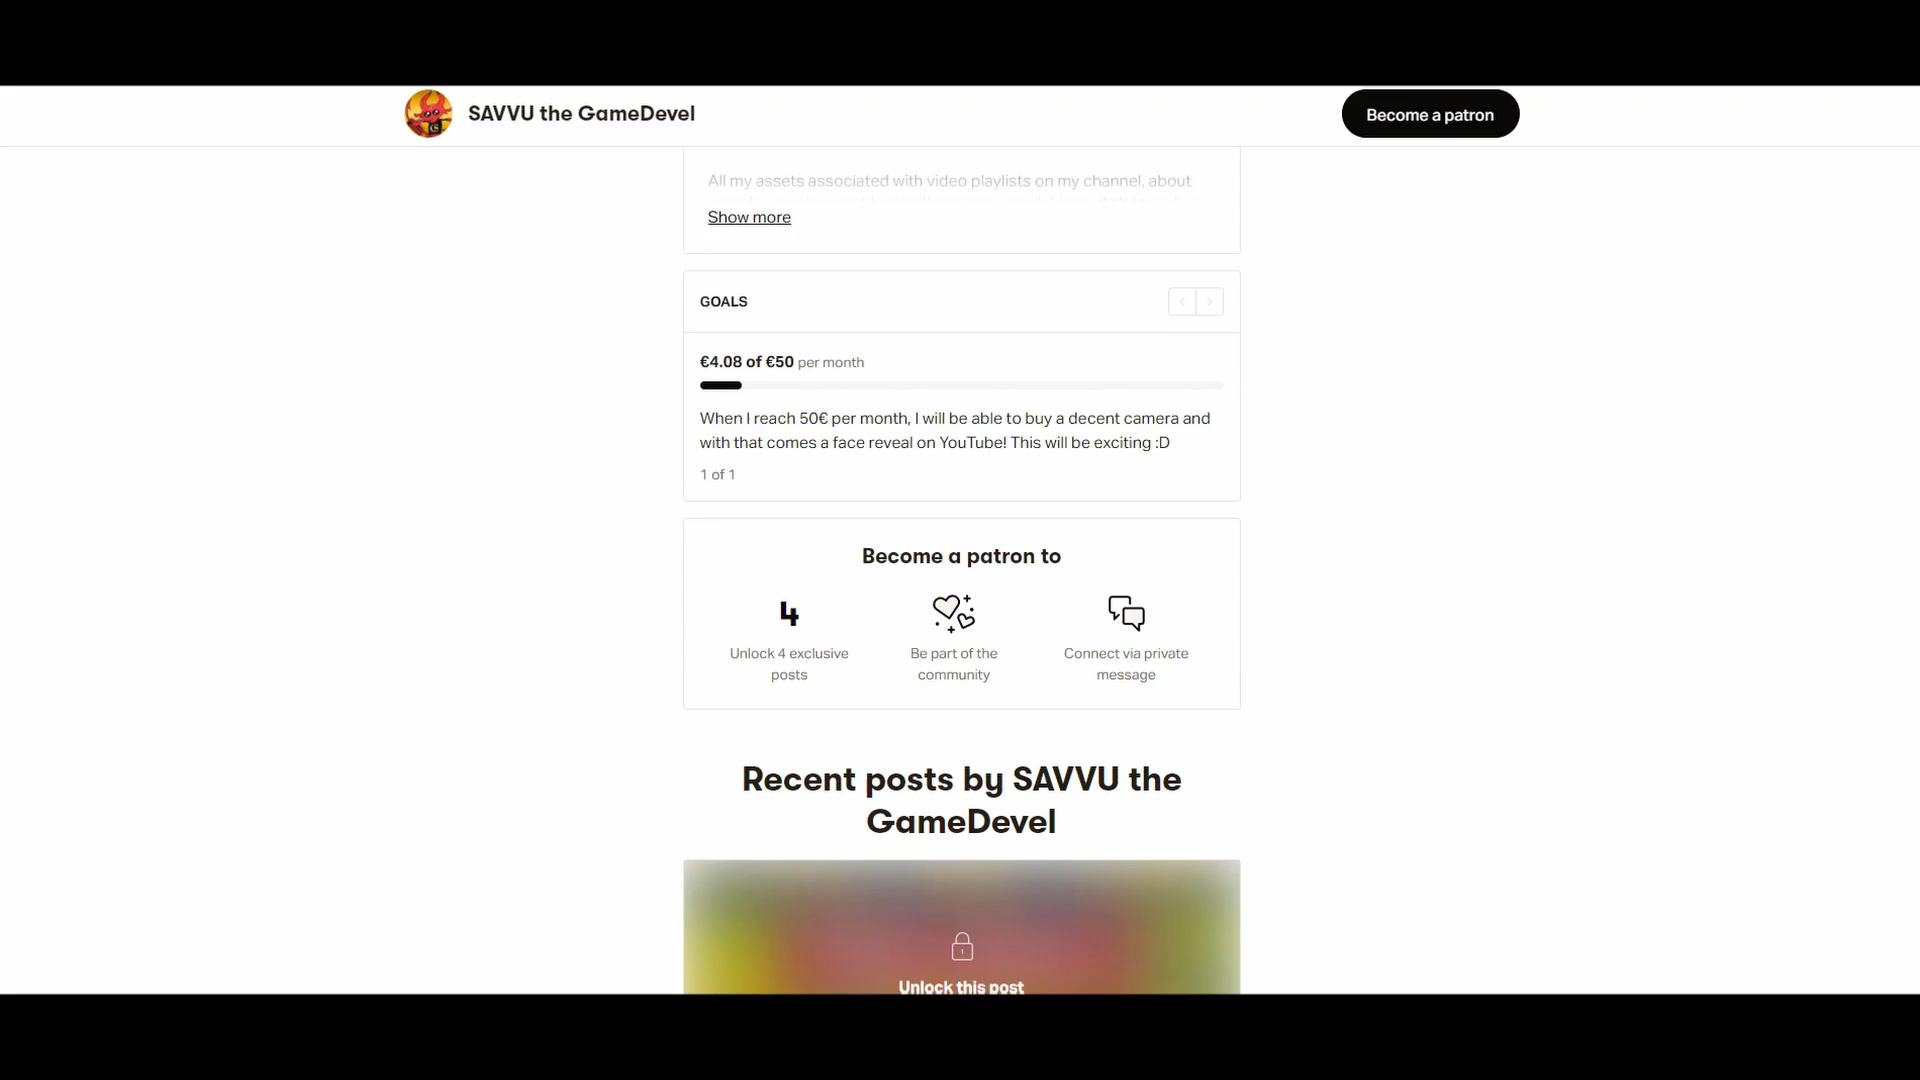 SAVVU the GameDevel
Become a patron
All my assets associated with video playlists on my channel, about
Show more
GOALS
€4.08 of €50 per month
When I reach 50€ per month, I will be able to buy a decent camera and
with that comes a face reveal on YouTube! This will be exciting :D
1 of 1
Become a patron to
4
Unlock 4 exclusive
posts
Be part of the
community
Connect via private
message
Recent posts by SAVVU the
GameDevel
Unlock this post